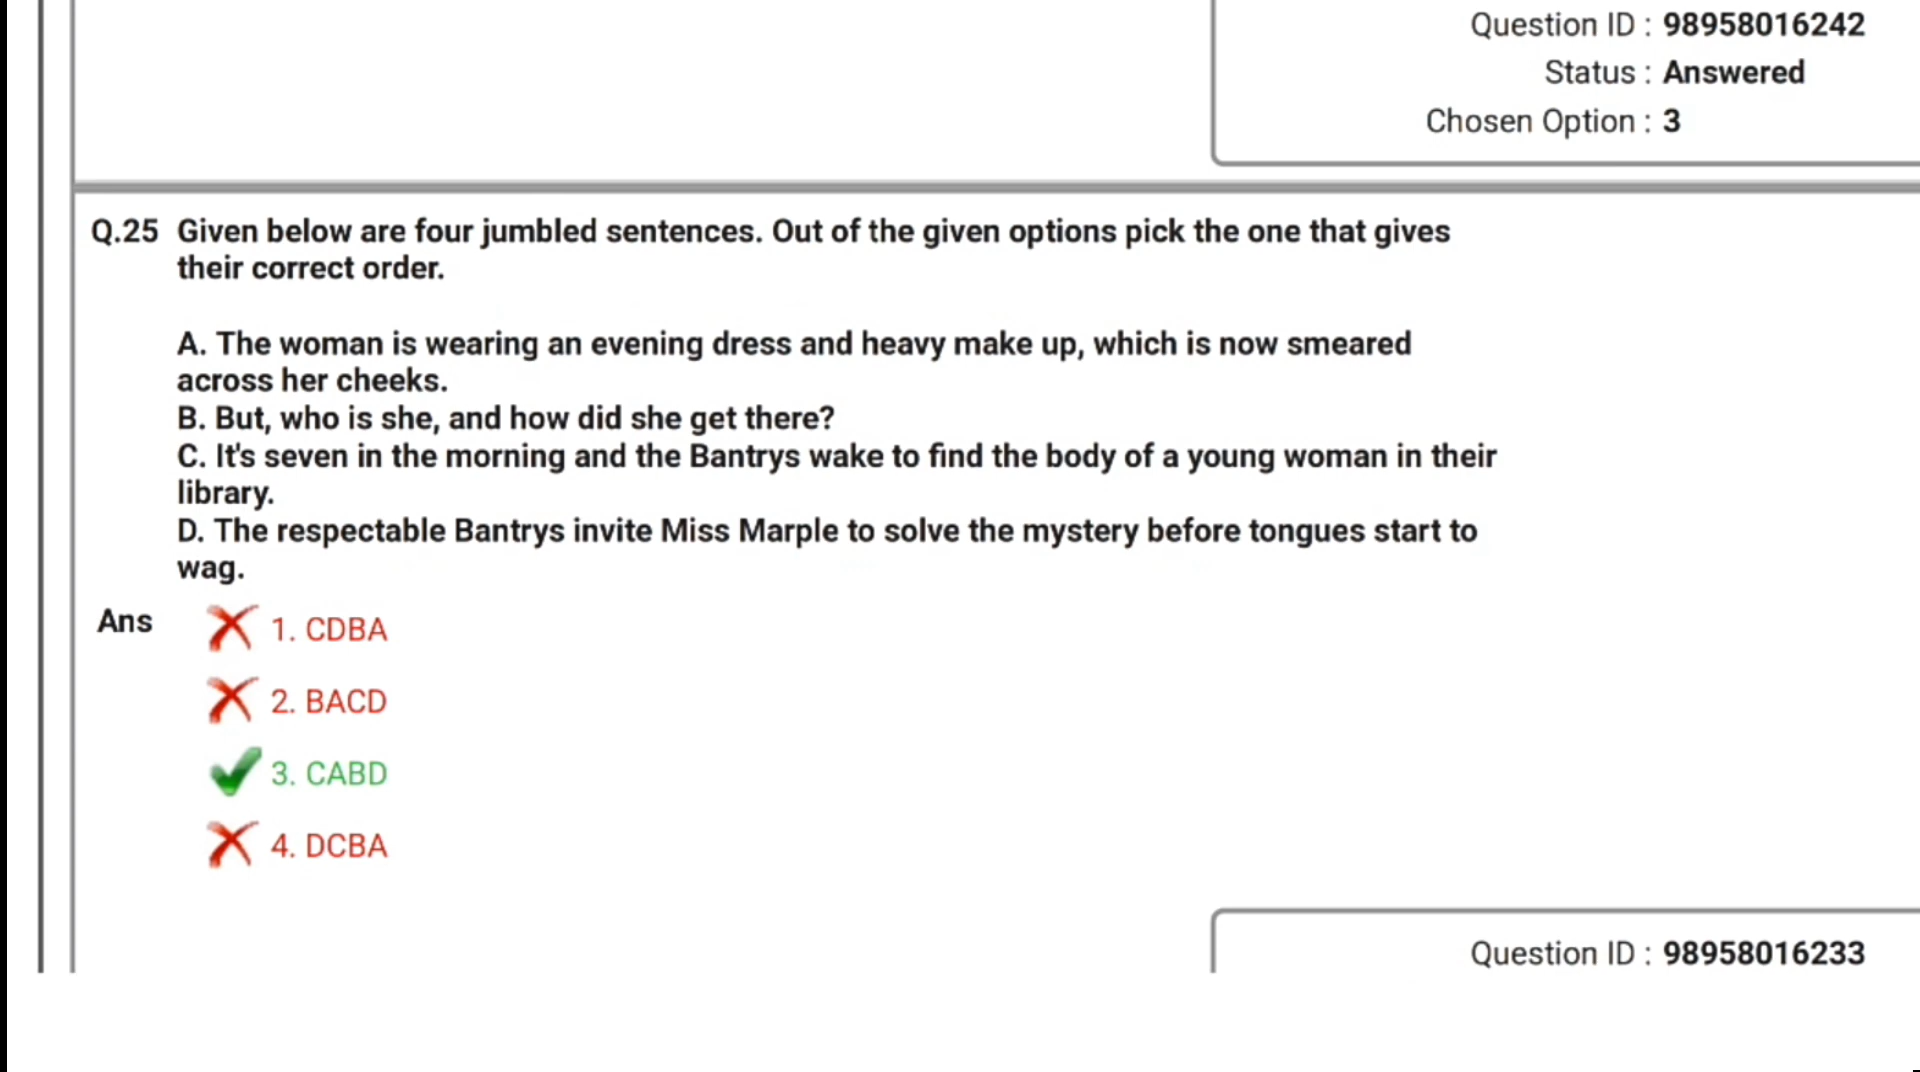 Question ID : 98958016242
Status : Answered
Chosen Option : 3
Q.25 Given below are four jumbled sentences. Out of the given options pick the one that gives
their correct order.
A. The woman is wearing an evening dress and heavy make up, which is now smeared
across her cheeks.
B. But, who is she, and how did she get there?
C. It's seven in the morning and the Bantrys wake to find the body of a young woman in their
library.
D. The respectable Bantrys invite Miss Marple to solve the mystery before tongues start to
wag.
Ans 1. CDBA
2. BACD
3. CABD
4. DCBA
Question ID : 98958016233